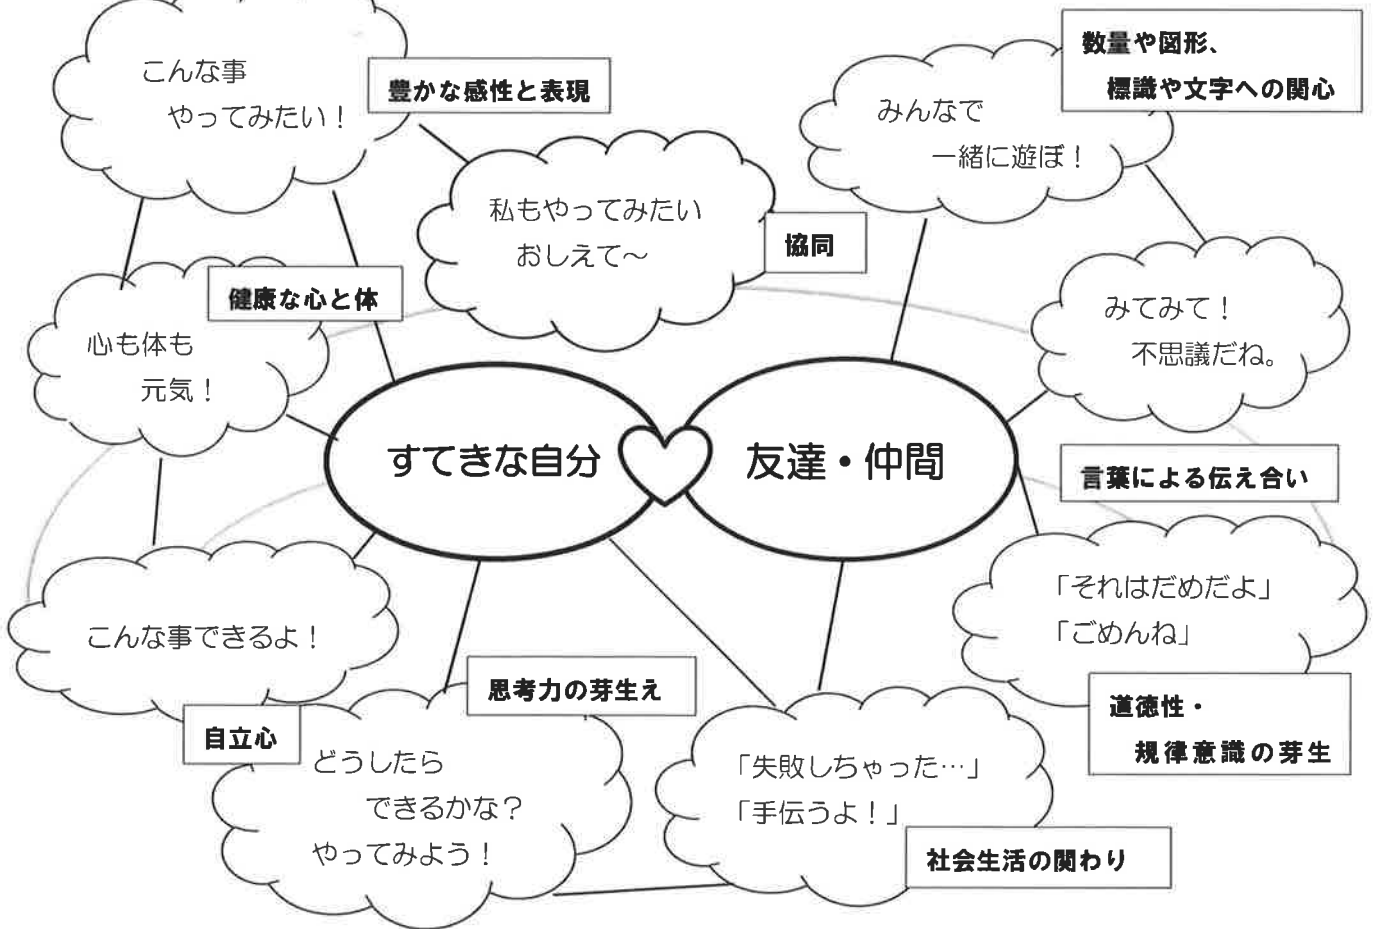 こんな事
やってみたい！
豊かな感性と表現
数量や図形、
標識や文字への関心
みんなで
一緒に遊ぼ！
私もやってみたい
おしえて～
協同
健康な心と体
心も体も
元気！
みてみて！
不思議だね。
すてきな自分
友達・仲間
言葉による伝え合い
「それはだめだよ」
「ごめんね」
こんな事できるよ！
自立心
思考力の芽生え
道徳性・
規律意識の芽生
どうしたら
できるかな？
やってみよう！
「失敗しちゃった…」
「手伝うよ！」
社会生活の関わり